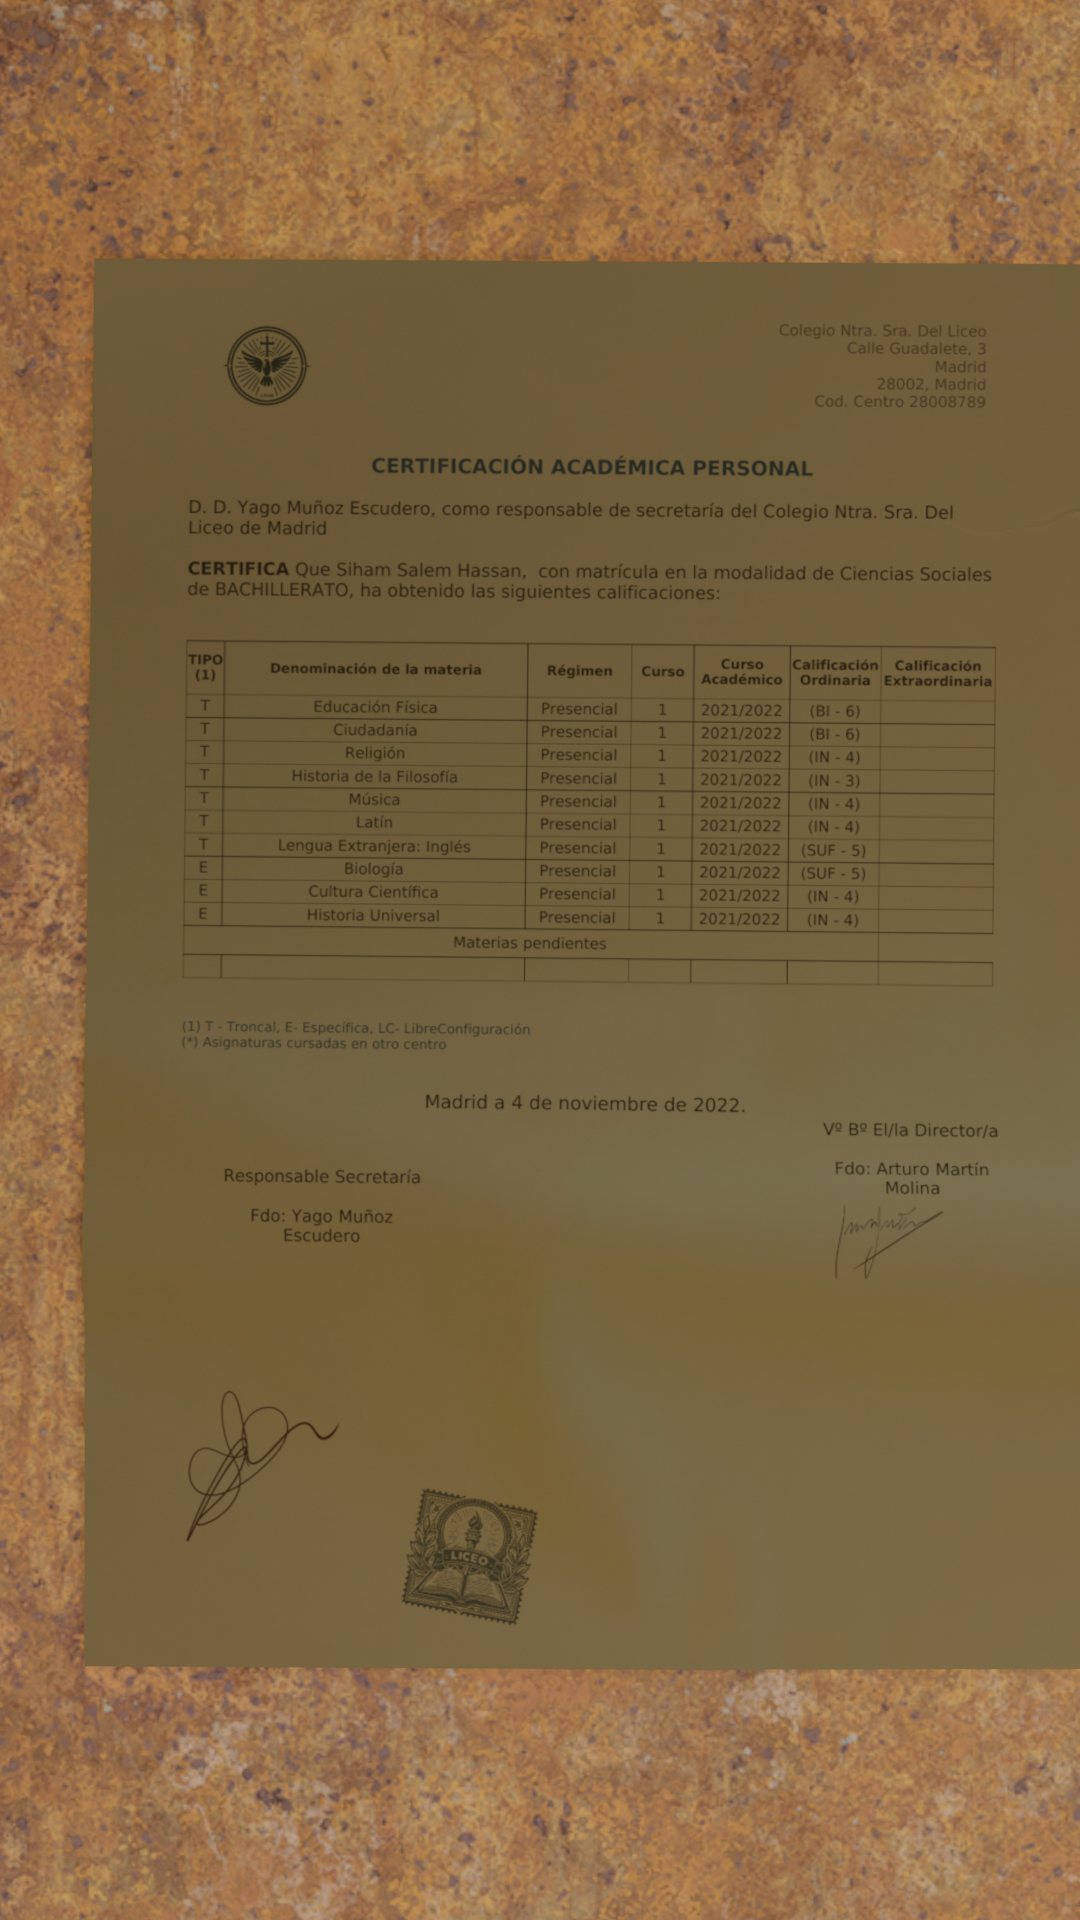 Colegio Ntra. Sra. Del Liceo
Calle Guadalete, 3
Madrid
28002, Madrid
Cod. Centro 28008789
CERTIFICACIÓN ACADÉMICA PERSONAL
D. D. Yago Muñoz Escudero, como responsable de secretaría del Colegio Ntra. Sra. Del
Liceo de Madrid
CERTIFICA Que Siham Salem Hassan, con matrícula en la modalidad de Ciencias Sociales
de BACHILLERATO, ha obtenido las siguientes calificaciones:
TIPO (1) Denominación de la materia Régimen Curso Curso Académico Calificación Ordinaria Calificación Extraordinaria
T Educación Física Presencial 1 2021/2022 (BI - 6)
T Ciudadanía Presencial 1 2021/2022 (BI - 6)
T Religión Presencial 1 2021/2022 (IN - 4)
T Historia de la Filosofía Presencial 1 2021/2022 (IN - 3)
T Música Presencial 1 2021/2022 (IN - 4)
T Latín Presencial 1 2021/2022 (IN - 4)
T Lengua Extranjera: Inglés Presencial 1 2021/2022 (SUF - 5)
E Biología Presencial 1 2021/2022 (SUF - 5)
E Cultura Científica Presencial 1 2021/2022 (IN - 4)
E Historia Universal Presencial 1 2021/2022 (IN - 4)
Materias pendientes
(1) T - Troncal, E- Específica, LC- LibreConfiguración
(*) Asignaturas cursadas en otro centro
Madrid a 4 de noviembre de 2022.
Vº Bº El/la Director/a
Responsable Secretaría
Fdo: Arturo Martín
Molina
Fdo: Yago Muñoz
Escudero
LICEO